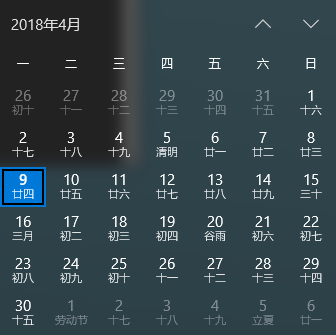 2018年4月
一 二 三 四 五 六 日
26 27 28 29 30 31 1
初十 十一 十二 十三 十四 十五 十六
2 3 4 5 6 7 8
十七 十八 十九 清明 廿一 廿二 廿三
9 10 11 12 13 14 15
廿四 廿五 廿六 廿七 廿八 廿九 三十
16 17 18 19 20 21 22
三月 初二 初三 初四 谷雨 初六 初七
23 24 25 26 27 28 29
初八 初九 初十 十一 十二 十三 十四
30 1 2 3 4 5 6
十五 劳动节 十七 十八 十九 立夏 廿一